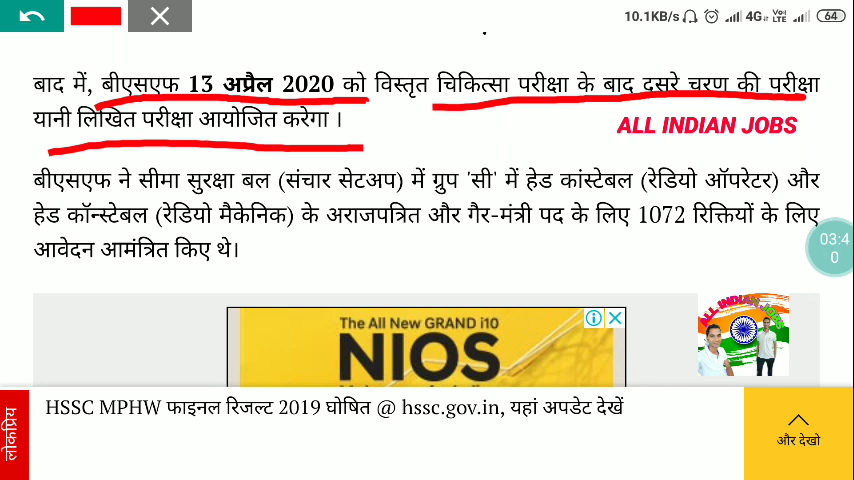 10.1KB/s 4G Vo) LTE 64
बाद में, बीएसएफ 13 अप्रैल 2020 को विस्तृत चिकित्सा परीक्षा के बाद दूसरे चरण की परीक्षा
यानी लिखित परीक्षा आयोजित करेगा ।
ALL INDIAN JOBS
बीएसएफ ने सीमा सुरक्षा बल (संचार सेटअप) में ग्रुप 'सी' में हेड कांस्टेबल (रेडियो ऑपरेटर) और
हेड कॉन्स्टेबल (रेडियो मैकेनिक) के अराजपत्रित और गैर-मंत्री पद के लिए 1072 रिक्तियों के लिए
आवेदन आमंत्रित किए थे।
03:4
0
ALL INDIAN JOBS
The All New GRAND i10
NIOS
लोकप्रिय
HSSC MPHW फाइनल रिजल्ट 2019 घोषित @ hssc.gov.in, यहां अपडेट देखें
और देखो